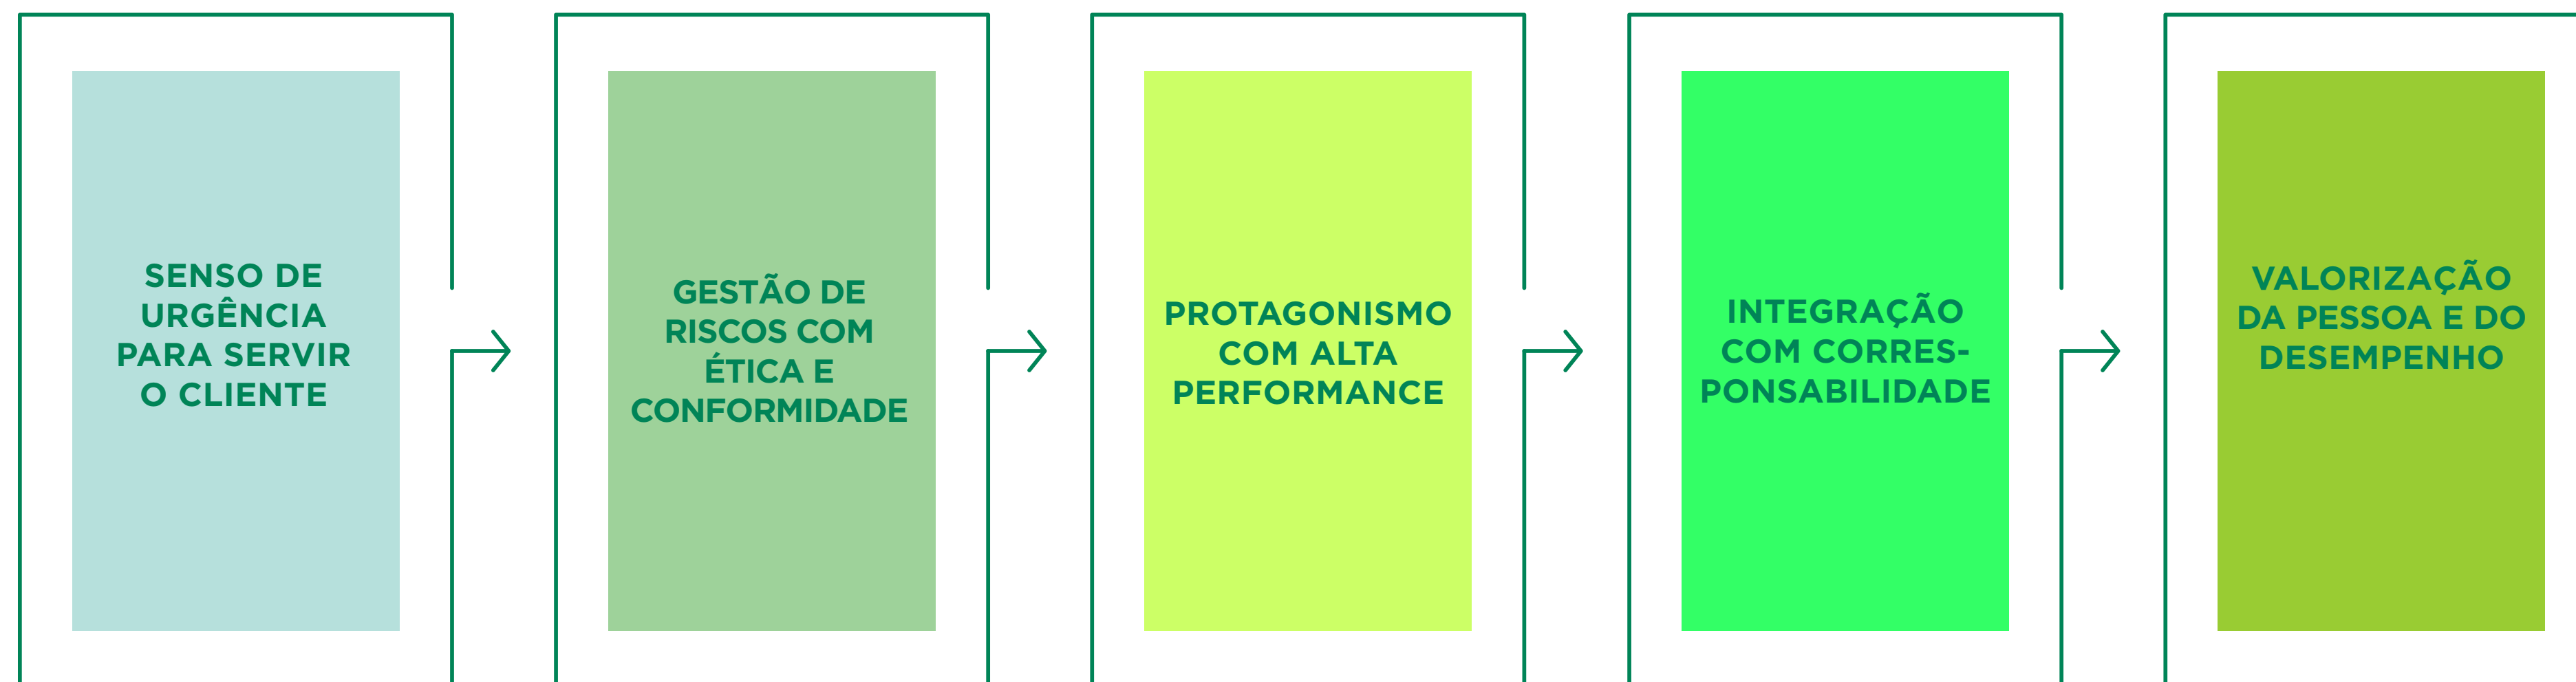 SENSO DE
URGÊNCIA
PARA SERVIR
O CLIENTE
GESTÃO DE
RISCOS COM
ÉTICA E
CONFORMIDADE
PROTAGONISMO
COM ALTA
PERFORMANCE
INTEGRAÇÃO
COM CORRES-
PONSABILIDADE
VALORIZAÇÃO
DA PESSOA E DO
DESEMPENHO